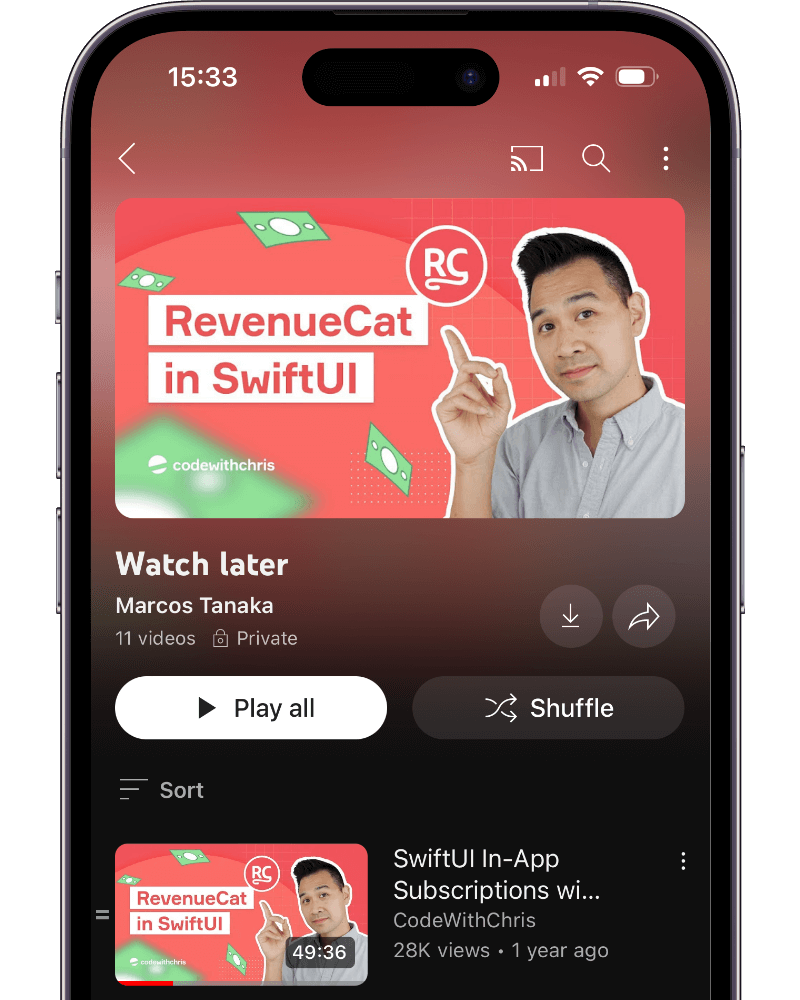 15:33
RC
RevenueCat
in SwiftUI
codewithchris
Watch later
Marcos Tanaka
11 videos Private
Play all
Shuffle
Sort
RC
RevenueCat
in SwiftUI
codewithchris
49:36
SwiftUI In-App
Subscriptions wi...
CodeWithChris
28K views • 1 year ago